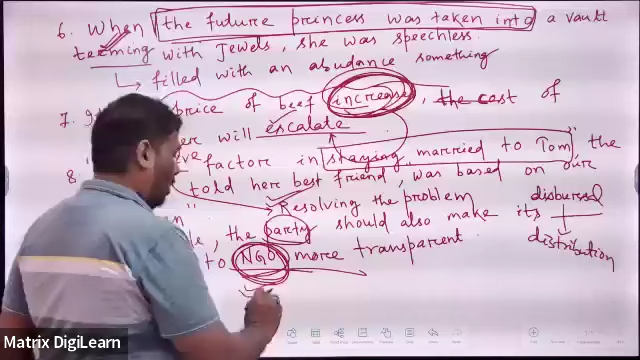 6. When the future princess was taken into a vault
teeming with Jewels, she was speechless.
↳ filled with an abudance something
7. price of beef increase, the cost of
will escalate
8. factor in staying married to Tom" the
told here best friend, was based on our
Resolving the problem
disbursed
the party should also make its
distribution
to NGO more transparent
Matrix DigiLearn